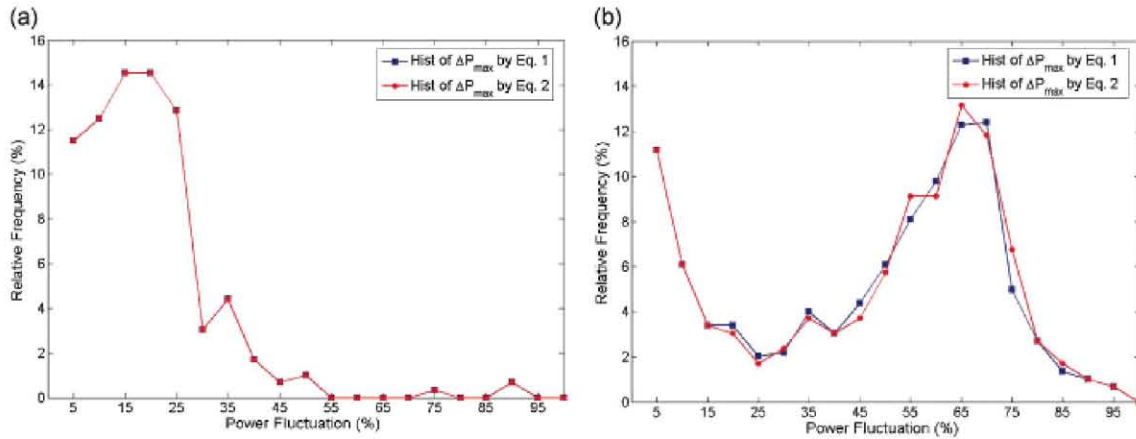 (a)
16
14
12
10
8
6
4
2
0
Relative Frequency (%)
Hist of ΔPmax by Eq. 1
Hist of ΔPmax by Eq. 2
5 15 25 35 45 55 65 75 85 95
Power Fluctuation (%)
(b)
16
14
12
10
8
6
4
2
0
Relative Frequency (%)
Hist of ΔPmax by Eq. 1
Hist of ΔPmax by Eq. 2
5 15 25 35 45 55 65 75 85 95
Power Fluctuation (%)